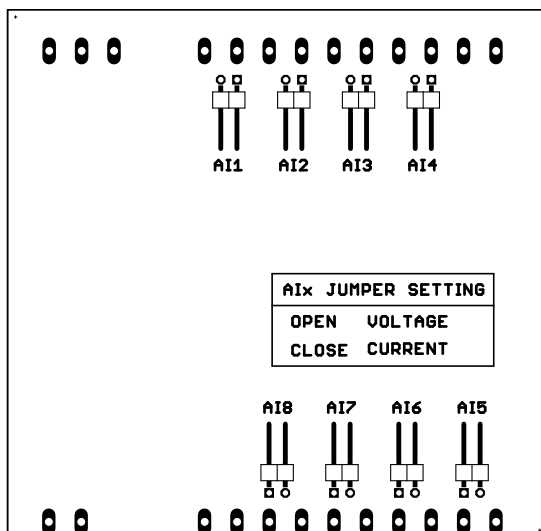 AI1 AI2 AI3 AI4
AIx JUMPER SETTING
OPEN VOLTAGE
CLOSE CURRENT
AI8 AI7 AI6 AI5